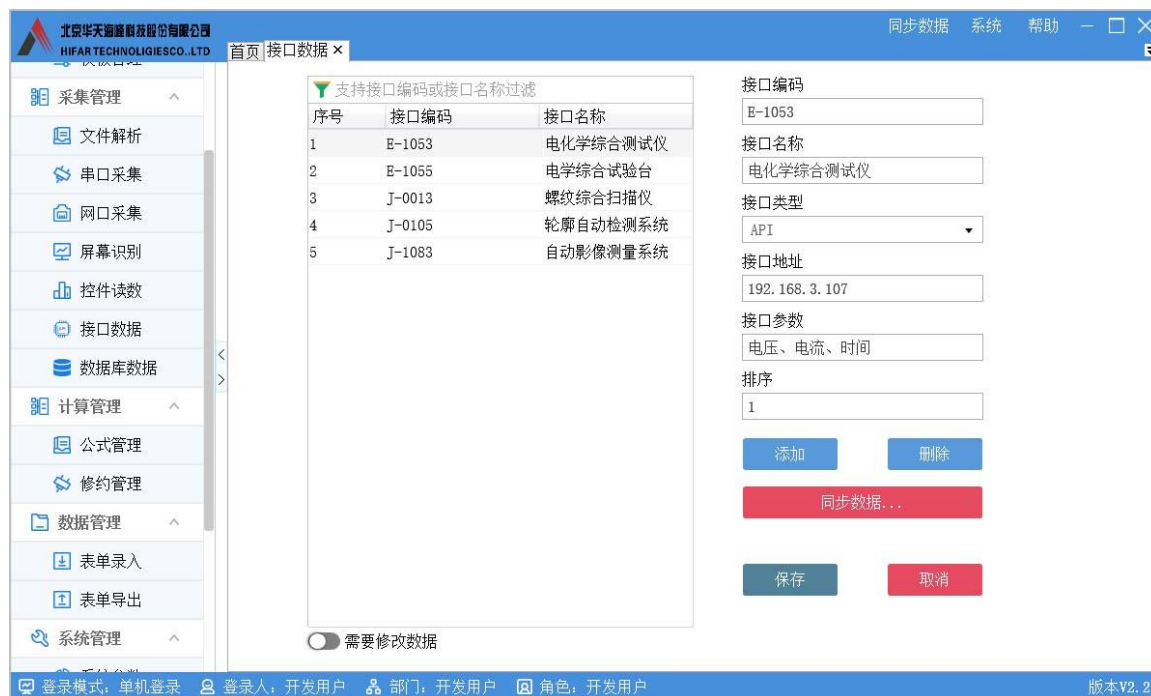 北京华天海峰科技股份有限公司
HIFAR TECHNOLIGIESCO..LTD
同步数据 系统 帮助
首页 接口数据 ×
采集管理
文件解析
串口采集
网口采集
屏幕识别
控件读数
接口数据
数据库数据
计算管理
公式管理
修约管理
数据管理
表单录入
表单导出
系统管理
支持接口编码或接口名称过滤
序号 接口编码 接口名称
1 E-1053 电化学综合测试仪
2 E-1055 电学综合试验台
3 J-0013 螺纹综合扫描仪
4 J-0105 轮廓自动检测系统
5 J-1083 自动影像测量系统
需要修改数据
接口编码
E-1053
接口名称
电化学综合测试仪
接口类型
API
接口地址
192.168.3.107
接口参数
电压、电流、时间
排序
1
添加 删除
同步数据...
保存 取消
登录模式：单机登录 登录人：开发用户 部门：开发用户 角色：开发用户 版本V2.2